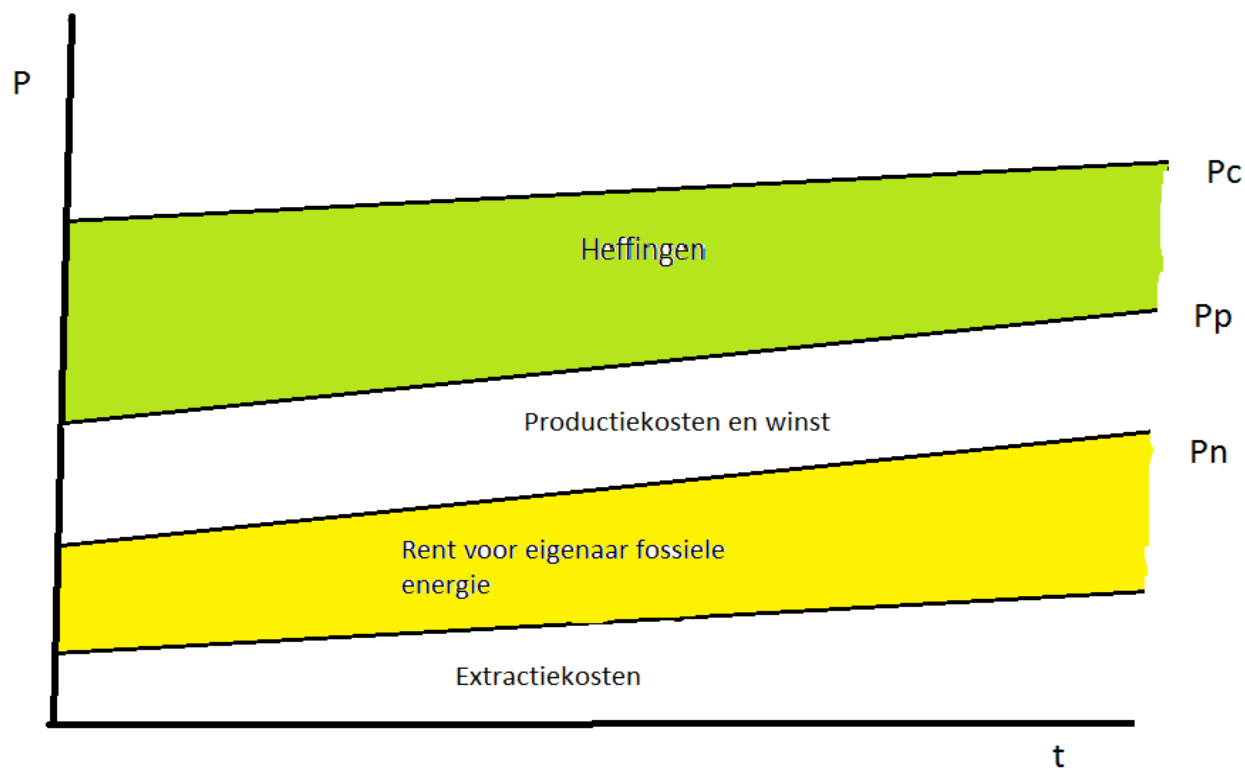 P
Pc
Heffingen
Pp
Productiekosten en winst
Pn
Rent voor eigenaar fossiele
energie
Extractiekosten
t